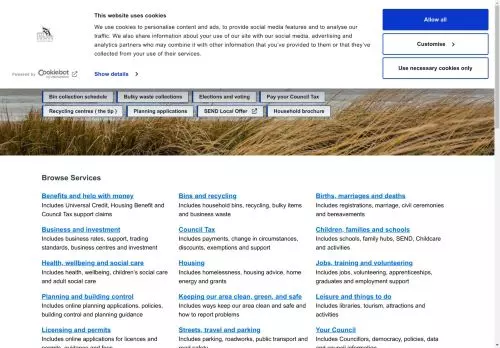 This website uses cookies
We use cookies to personalise content and ads, to provide social media features and to analyse our
traffic. We also share information about your use of our site with our social media, advertising and
analytics partners who may combine it with other information that you've provided to them or that they've
collected from your use of their services.
Allow all
Customise
Use necessary cookies only
Powered by Cookiebot
Show details
Bin collection schedule
Bulky waste collections
Elections and voting
Pay your Council Tax
Recycling centres ( the tip )
Planning applications
SEND Local Offer
Household brochure
Browse Services
Benefits and help with money
Includes Universal Credit, Housing Benefit and
Council Tax support claims
Bins and recycling
Includes household bins, recycling, bulky items
and business waste
Births, marriages and deaths
Includes registrations, marriage, civil ceremonies
and bereavements
Business and investment
Includes business rates, support, trading
standards, business centres and investment
Council Tax
Includes payments, change in circumstances,
discounts, exemptions and support
Children, families and schools
Includes schools, family hubs, SEND, Childcare
and activities
Health, wellbeing and social care
Includes health, wellbeing, children's social care
and adult social care
Housing
Includes homelessness, housing advice, home
energy and grants
Jobs, training and volunteering
Includes jobs, volunteering, apprenticeships,
graduates and employment support
Planning and building control
Includes online planning applications, policies,
building control and planning guidance
Keeping our area clean, green, and safe
Includes ways keep our area clean and safe and
how to report problems
Leisure and things to do
Includes libraries, tourism, attractions and
activities
Licensing and permits
Includes online applications for licences and
permits, guidance and fees
Streets, travel and parking
Includes parking, roadworks, public transport and
road safety
Your Council
Includes Councillors, democracy, policies, data
and council information